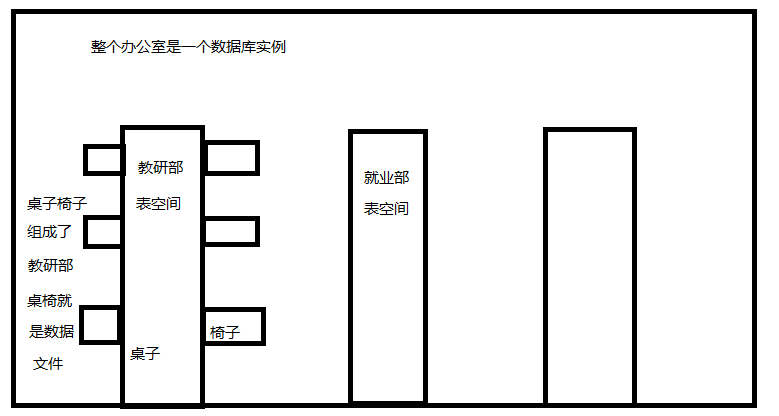 整个办公室是一个数据库实例
教研部
表空间
桌子
椅子
桌子椅子
组成了
教研部
桌椅就
是数据
文件
就业部
表空间